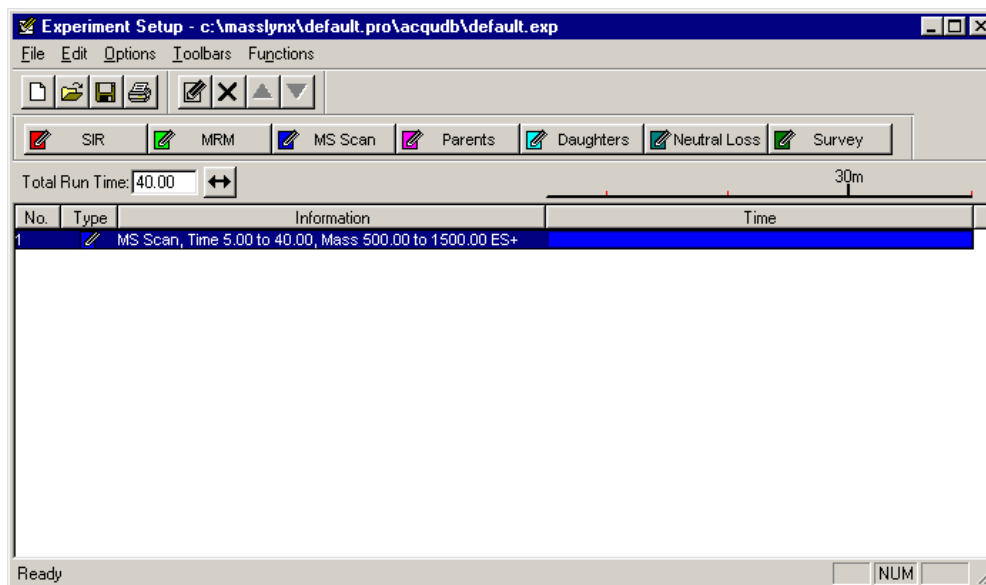 Experiment Setup - c:\masslynx\default.pro\acqudb\default.exp
File Edit Options Toolbars Functions
SIR MRM MS Scan Parents Daughters Neutral Loss Survey
Total Run Time: 40.00 30m
No. Type Information Time
1 MS Scan, Time 5.00 to 40.00, Mass 500.00 to 1500.00 ES+
Ready NUM